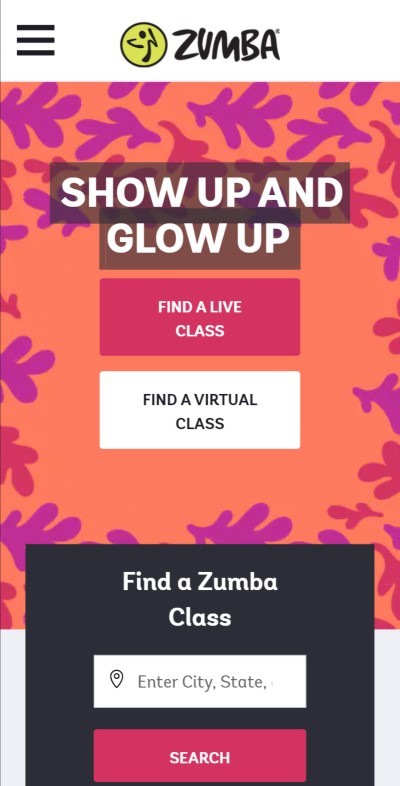 ZUMBA
SHOW UP AND
GLOW UP
FIND A LIVE
CLASS
FIND A VIRTUAL
CLASS
Find a Zumba
Class
Enter City, State,
SEARCH